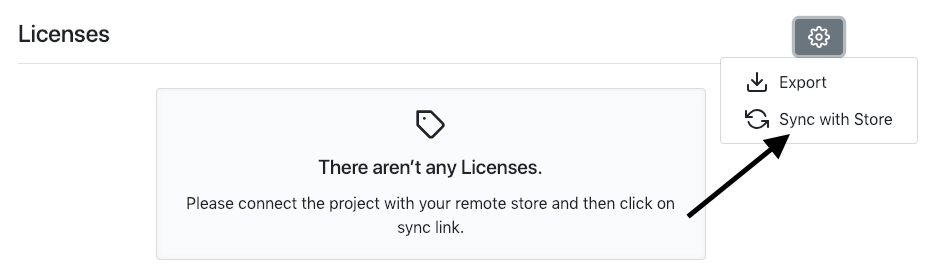 Licenses
Export
Sync with Store
There aren’t any Licenses.
Please connect the project with your remote store and then click on
sync link.